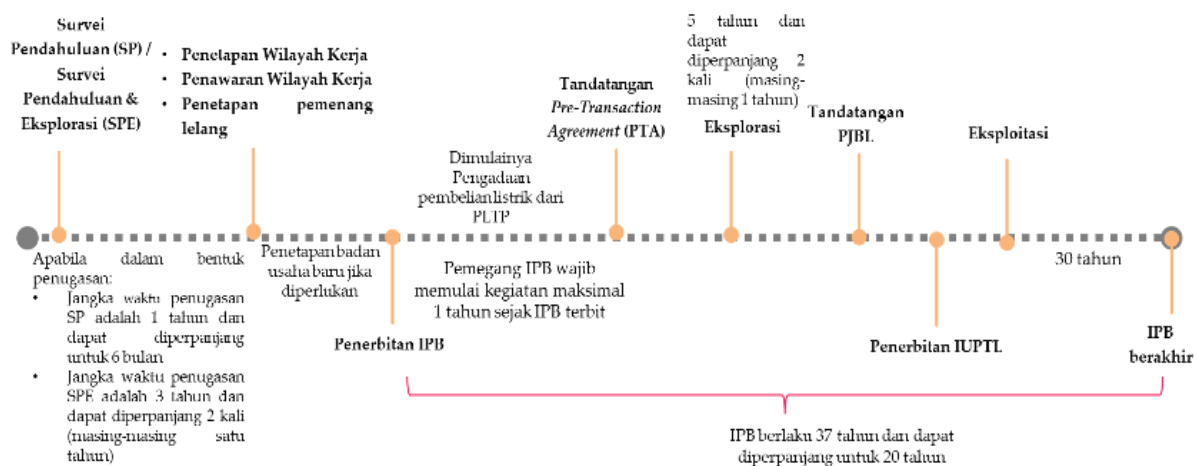 Survei
Pendahuluan (SP) /
Survei
Pendahuluan &
Eksplorasi (SPE)
• Penetapan Wilayah Kerja
• Penawaran Wilayah Kerja
• Penetapan pemenang
lelang
Tandatangan
Pre-Transaction
Agreement (PTA)
5 tahun dan
dapat
diperpanjang 2
kali (masing-
masing 1 tahun)
Eksplorasi
Tandatangan
PJBL
Eksploitasi
Dimulainya
Pengadaan
pembelian listrik dari
PLTP
Apabila dalam bentuk
penugasan:
• Jangka waktu penugasan
SP adalah 1 tahun dan
dapat diperpanjang
untuk 6 bulan
• Jangka waktu penugasan
SPE adalah 3 tahun dan
dapat diperpanjang 2 kali
(masing-masing satu
tahun)
Penetapan badan
usaha baru jika
diperlukan
Penerbitan IPB
Pemegang IPB wajib
memulai kegiatan maksimal
1 tahun sejak IPB terbit
Penerbitan IUPTL
30 tahun
IPB
berakhir
IPB berlaku 37 tahun dan dapat
diperpanjang untuk 20 tahun